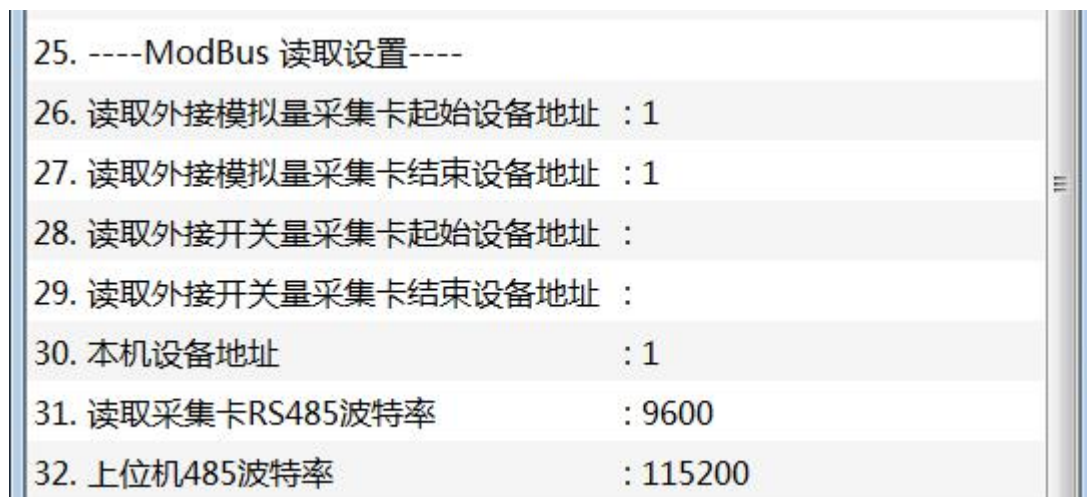 25. ----ModBus 读取设置----
26. 读取外接模拟量采集卡起始设备地址 : 1
27. 读取外接模拟量采集卡结束设备地址 : 1
28. 读取外接开关量采集卡起始设备地址 :
29. 读取外接开关量采集卡结束设备地址 :
30. 本机设备地址 : 1
31. 读取采集卡RS485波特率 : 9600
32. 上位机485波特率 : 115200